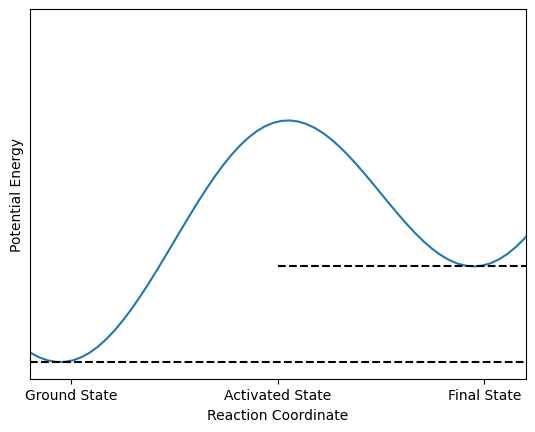 Potential Energy
Ground State Activated State Final State
Reaction Coordinate